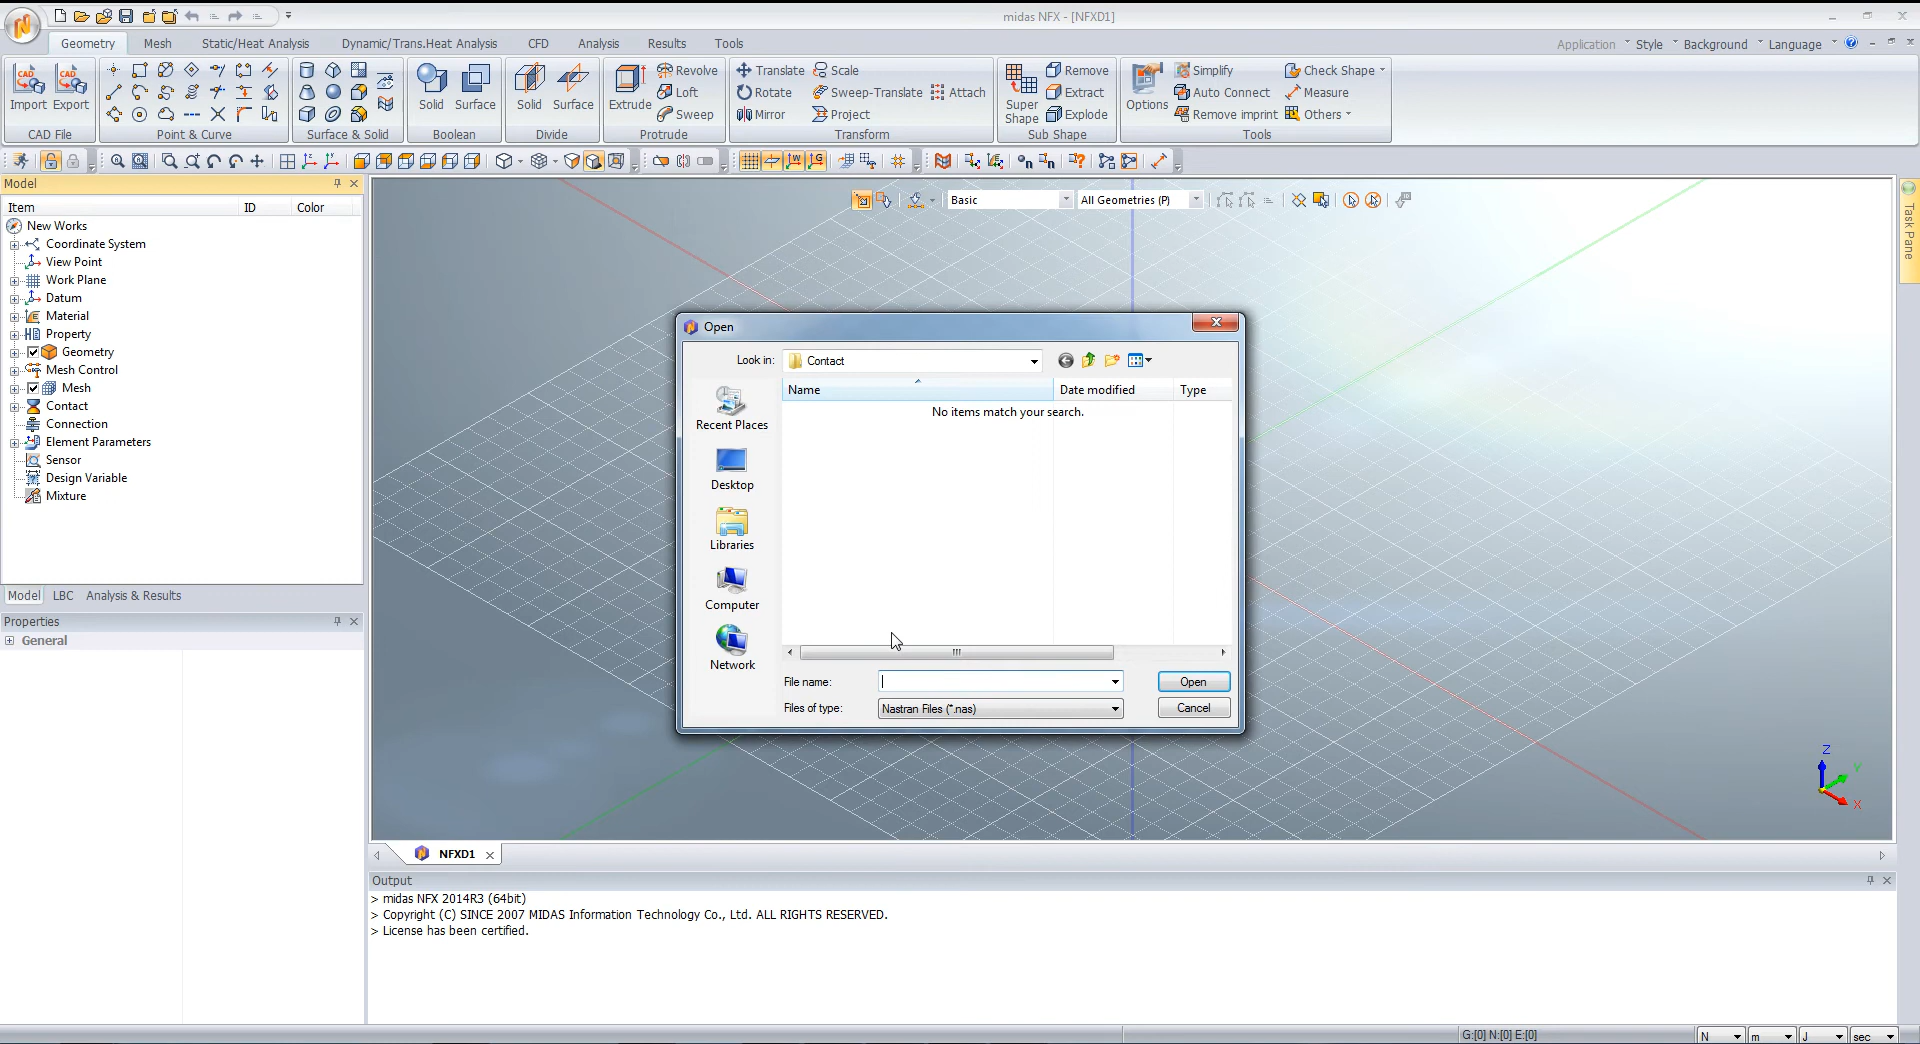 midas NFX - [NFXD1]
Geometry Mesh Static/Heat Analysis Dynamic/Trans.Heat Analysis CFD Analysis Results Tools
Application Style Background Language
Import Export
CAD File
Point & Curve
Surface & Solid
Solid Surface
Boolean
Solid Surface
Divide
Extrude Revolve
Loft
Sweep
Protrude
Translate Scale
Rotate Sweep-Translate Attach
Mirror Project
Transform
Super Shape
Remove
Extract
Explode
Sub Shape
Options
Simplify Check Shape
Auto Connect Measure
Remove imprint Others
Tools
Model
Item ID Color
New Works
Coordinate System
View Point
Work Plane
Datum
Material
Property
Geometry
Mesh Control
Mesh
Contact
Connection
Element Parameters
Sensor
Design Variable
Mixture
Model LBC Analysis & Results
Properties
General
Basic All Geometries (P)
Task Pane
Open
Look in: Contact
Name Date modified Type
No items match your search.
Recent Places
Desktop
Libraries
Computer
Network
File name: Open
Files of type: Nastran Files (*.nas) Cancel
Z
Y
X
NFXD1
Output
> midas NFX 2014R3 (64bit)
> Copyright (C) SINCE 2007 MIDAS Information Technology Co., Ltd. ALL RIGHTS RESERVED.
> License has been certified.
G:[0] N:[0] E:[0] N m J sec